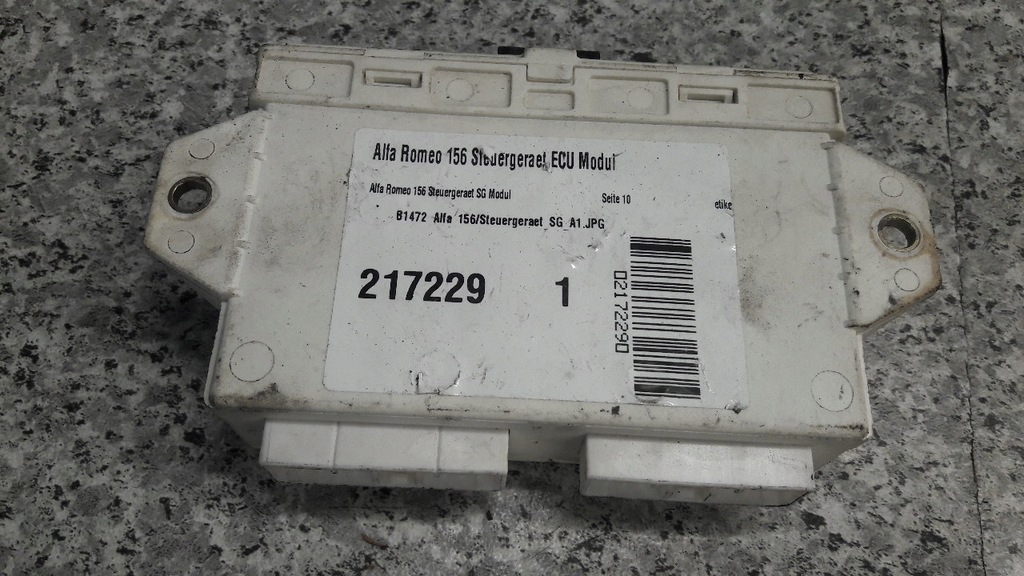 Alfa Romeo 156 Steuergeraet ECU Modul
Alfa Romeo 156 Steuergeraet SG Modul Seite 10 etike
B1472 Alfa 156/Steuergeraet SG A1.JPG
217229 1
D217229D